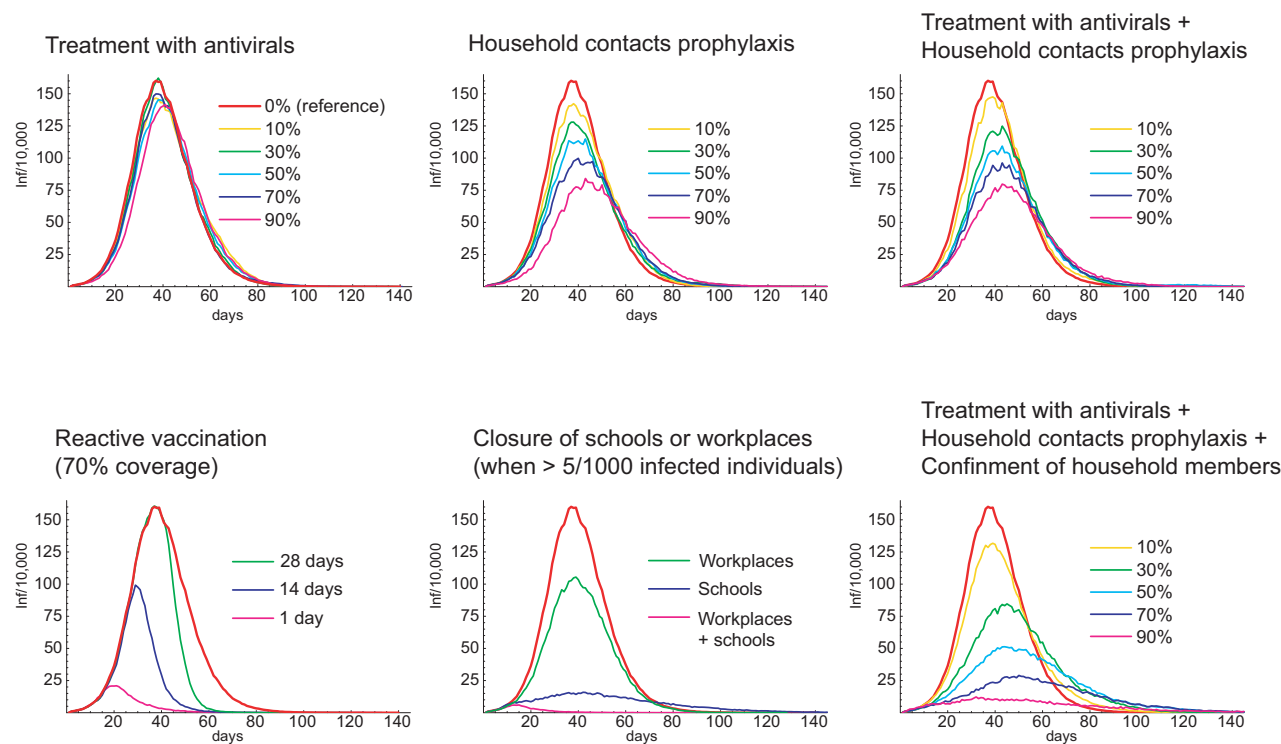 Treatment with antivirals
Inf/10,000
150
125
100
75
50
25
0% (reference)
10%
30%
50%
70%
90%
20 40 60 80 100 120 140
days
Household contacts prophylaxis
Inf/10,000
150
125
100
75
50
25
10%
30%
50%
70%
90%
20 40 60 80 100 120 140
days
Treatment with antivirals +
Household contacts prophylaxis
Inf/10,000
150
125
100
75
50
25
10%
30%
50%
70%
90%
20 40 60 80 100 120 140
days
Reactive vaccination
(70% coverage)
Inf/10,000
150
125
100
75
50
25
28 days
14 days
1 day
20 40 60 80 100 120 140
days
Closure of schools or workplaces
(when > 5/1000 infected individuals)
Inf/10,000
150
125
100
75
50
25
Workplaces
Schools
Workplaces
+ schools
20 40 60 80 100 120 140
days
Treatment with antivirals +
Household contacts prophylaxis +
Confinment of household members
Inf/10,000
150
125
100
75
50
25
10%
30%
50%
70%
90%
20 40 60 80 100 120 140
days